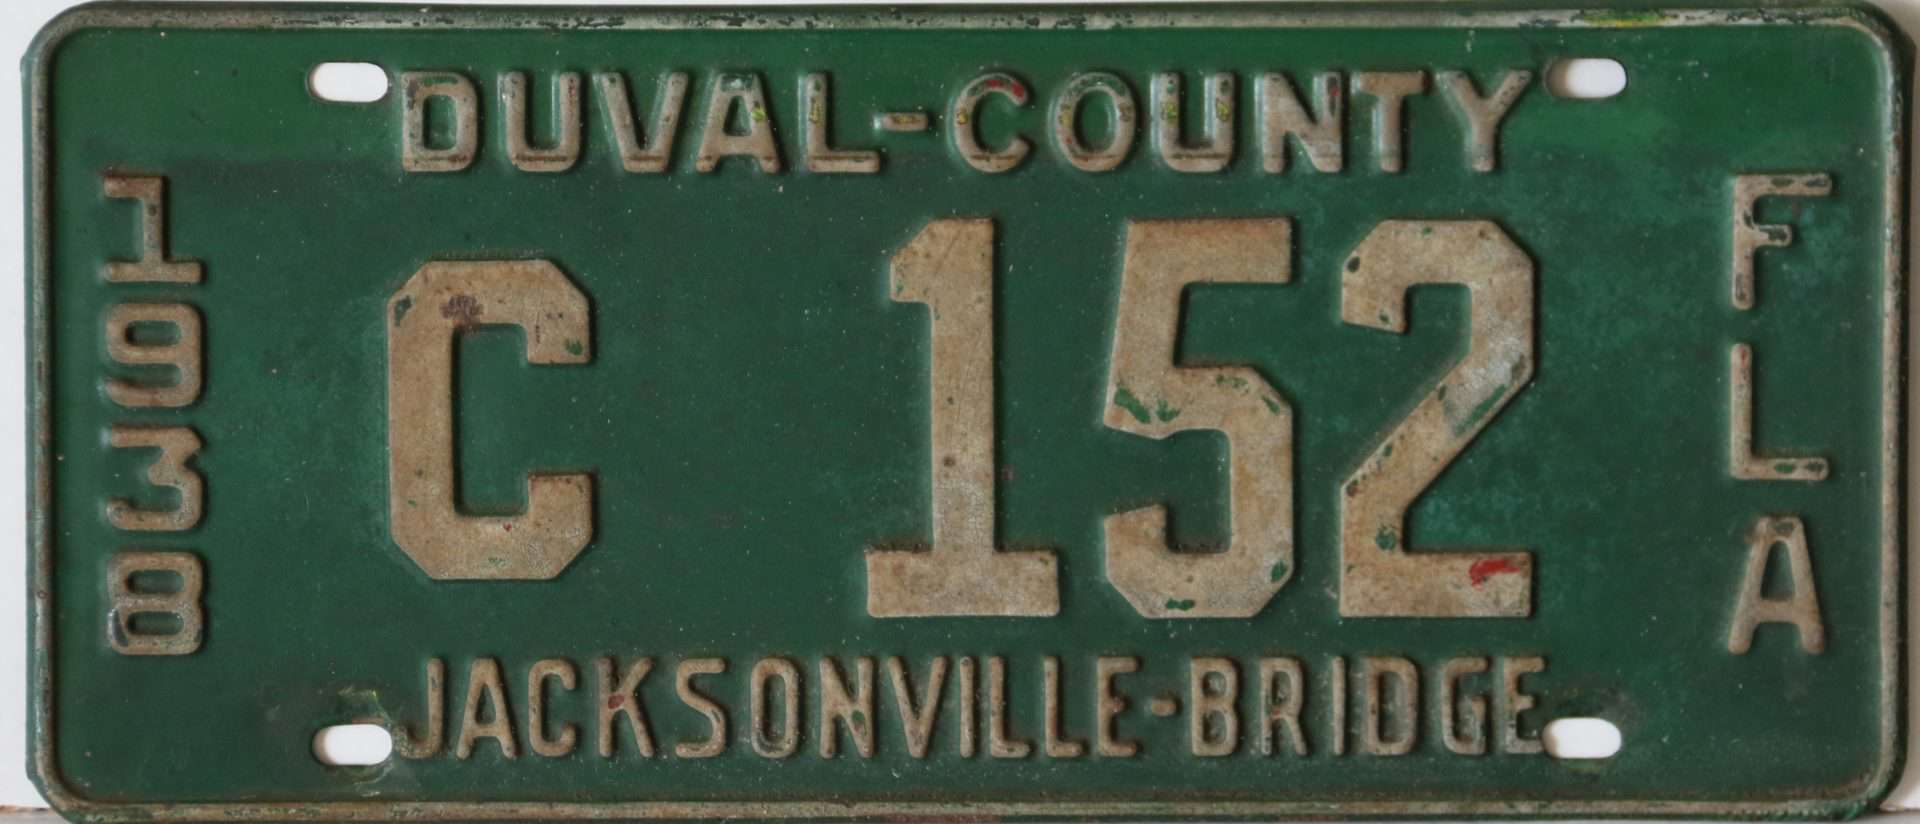 DUVAL-COUNTY
1938
C 152
FLA
JACKSONVILLE-BRIDGE